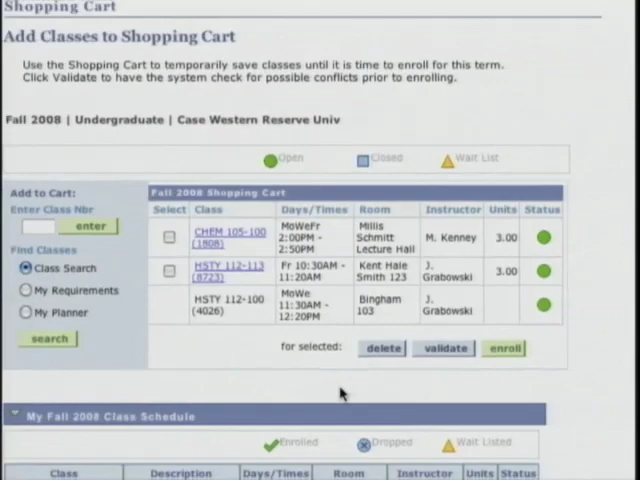 Shopping Cart
Add Classes to Shopping Cart
Use the Shopping Cart to temporarily save classes until it is time to enroll for this term.
Click Validate to have the system check for possible conflicts prior to enrolling.
Fall 2008 | Undergraduate | Case Western Reserve Univ
Open Closed Wait List
Add to Cart:
Enter Class Nbr
enter
Find Classes
Class Search
My Requirements
My Planner
search
Fall 2008 Shopping Cart
Select Class Days/Times Room Instructor Units Status
CHEM 105-100 (1808) MoWeFr 2:00PM - 2:50PM Millis Schmitt Lecture Hall M. Kenney 3.00
HSTY 112-113 (8723) Fr 10:30AM - 11:20AM Kent Hale Smith 123 J. Grabowski 3.00
HSTY 112-100 (4026) MoWe 11:30AM - 12:20PM Bingham 103 J. Grabowski
for selected: delete validate enroll
My Fall 2008 Class Schedule
Enrolled Dropped Wait Listed
Class Description Days/Times Room Instructor Units Status